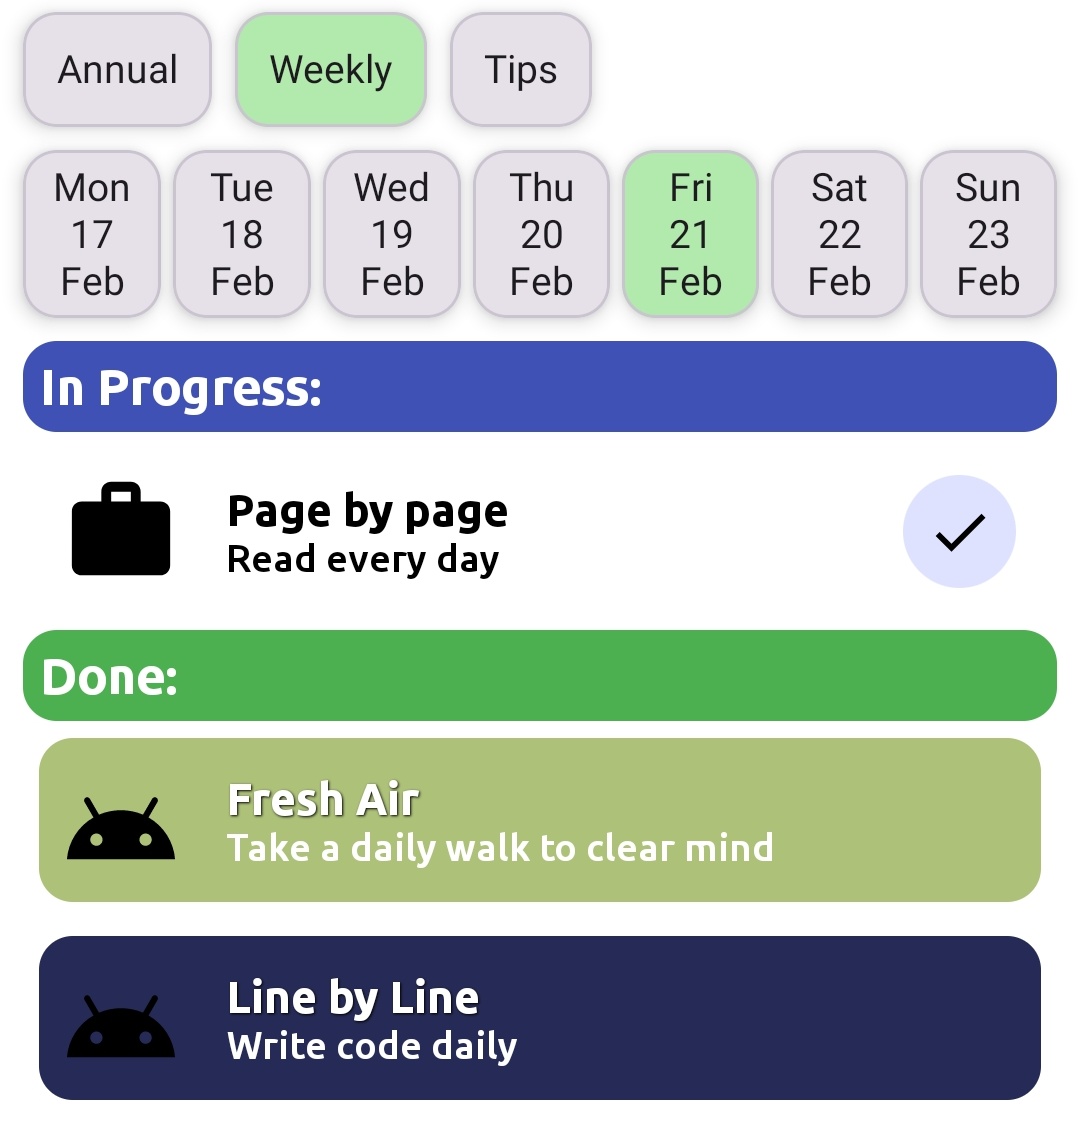 Annual Weekly Tips
Mon Tue Wed Thu Fri Sat Sun
17 18 19 20 21 22 23
Feb Feb Feb Feb Feb Feb Feb
In Progress:
Page by page
Read every day
Done:
Fresh Air
Take a daily walk to clear mind
Line by Line
Write code daily